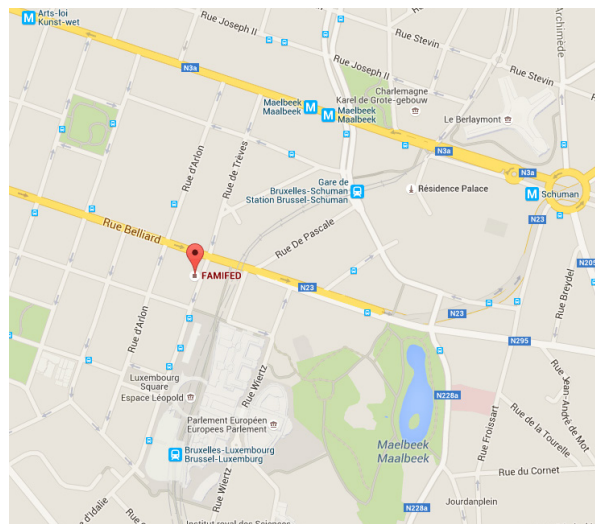 Arts-loi
Kunst-wet
Rue Joseph II
Rue Stevin
Archimède
N3a
Rue Joseph II
Rue Stevin
Charlemagne
Karel de Grote-gebouw
Maelbeek
Maalbeek
Maelbeek
Maalbeek
Le Berlaymont
N3a
N3a
Rue d'Arlon
Rue de Trèves
Gare de
Bruxelles-Schuman
Station Brussel-Schuman
Résidence Palace
Schuman
N23
Rue Belliard
Rue De Pascale
FAMIFED
N205
Rue Breydel
N23
N23
N295
Rue d'Arlon
Rue Wiertz
Luxembourg
Square
Espace Léopold
N228a
Rue Froissart
Rue Jean-André de Mot
Rue de la Tourelle
Parlement Européen
Europees Parlement
Maelbeek
Maalbeek
Bruxelles-Luxembourg
Brussel-Luxemburg
Rue Wiertz
Rue du Cornet
Jourdanplein
N228a
e d'Idalie
Institut royal des Sciences